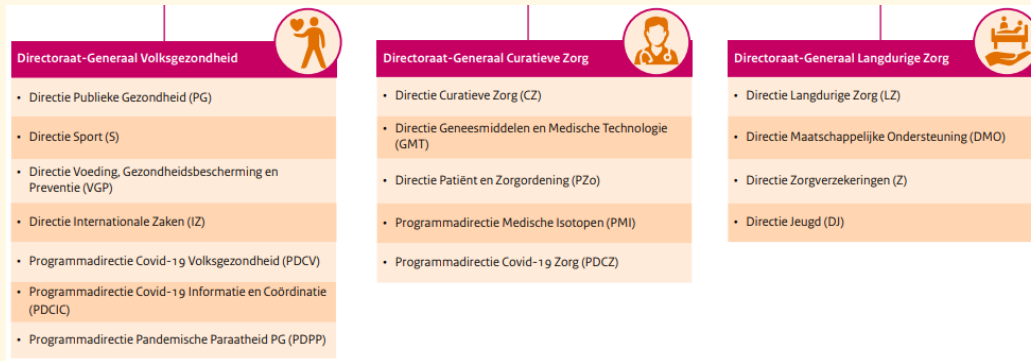 Directoraat-Generaal Volksgezondheid
• Directie Publieke Gezondheid (PG)
• Directie Sport (S)
• Directie Voeding, Gezondheidsbescherming en
Preventie (VGP)
• Directie Internationale Zaken (IZ)
• Programmadirectie Covid-19 Volksgezondheid (PDCV)
• Programmadirectie Covid-19 Informatie en Coördinatie
(PDCIC)
• Programmadirectie Pandemische Paraatheid PG (PDPP)
Directoraat-Generaal Curatieve Zorg
• Directie Curatieve Zorg (CZ)
• Directie Geneesmiddelen en Medische Technologie
(GMT)
• Directie Patiënt en Zorgordening (PZo)
• Programmadirectie Medische Isotopen (PMI)
• Programmadirectie Covid-19 Zorg (PDCZ)
Directoraat-Generaal Langdurige Zorg
• Directie Langdurige Zorg (LZ)
• Directie Maatschappelijke Ondersteuning (DMO)
• Directie Zorgverzekeringen (Z)
• Directie Jeugd (DJ)